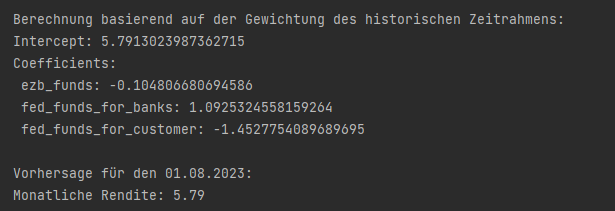 Berechnung basierend auf der Gewichtung des historischen Zeitrahmens:
Intercept: 5.7913023987362715
Coefficients:
ezb_funds: -0.104806680694586
fed_funds_for_banks: 1.0925324558159264
fed_funds_for_customer: -1.4527754089689695
Vorhersage für den 01.08.2023:
Monatliche Rendite: 5.79